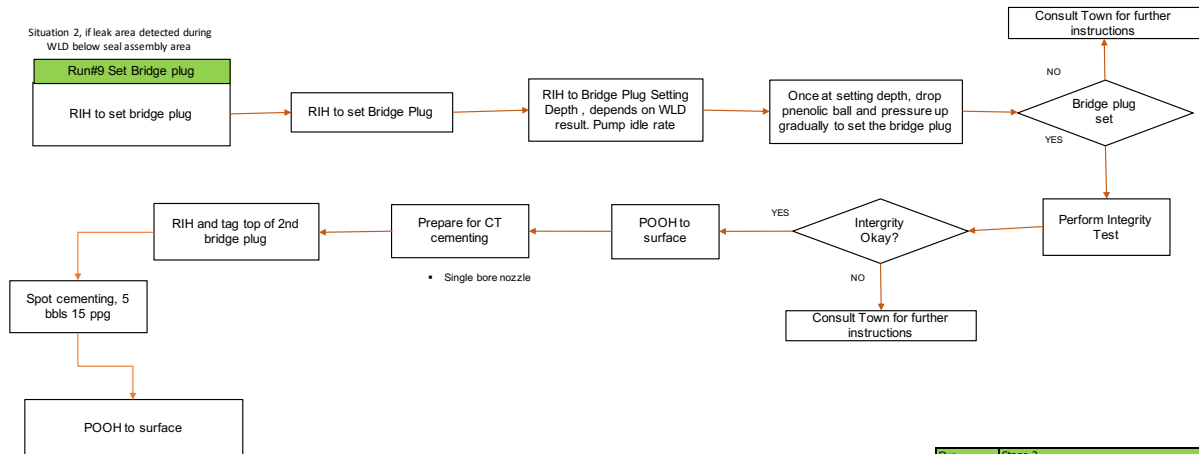 Situation 2, if leak area detected during
WLD below seal assembly area
Run#9 Set Bridge plug
RIH to set bridge plug
RIH to set Bridge Plug
RIH to Bridge Plug Setting
Depth , depends on WLD
result. Pump idle rate
Once at setting depth, drop
pnenolic ball and pressure up
gradually to set the bridge plug
Consult Town for further
instructions
NO
Bridge plug
set
YES
Perform Integrity
Test
Intergrity
Okay?
YES
NO
Consult Town for further
instructions
POOH to
surface
Prepare for CT
cementing
▪ Single bore nozzle
RIH and tag top of 2nd
bridge plug
Spot cementing, 5
bbls 15 ppg
POOH to surface